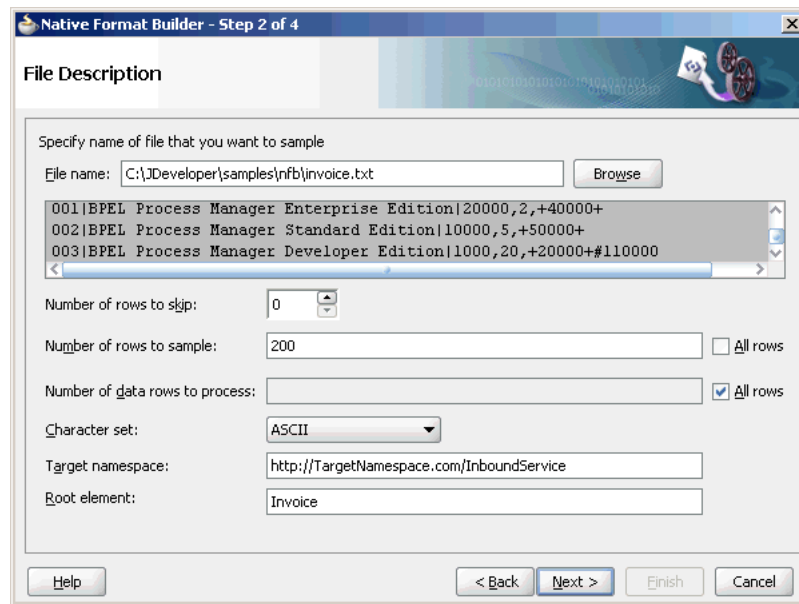 Native Format Builder - Step 2 of 4
File Description
Specify name of file that you want to sample
File name: C:\JDeveloper\samples\nfb\invoice.txt Browse
001|BPEL Process Manager Enterprise Edition|20000,2,+40000+
002|BPEL Process Manager Standard Edition|10000,5,+50000+
003|BPEL Process Manager Developer Edition|1000,20,+20000+#110000
Number of rows to skip: 0
Number of rows to sample: 200 All rows
Number of data rows to process: All rows
Character set: ASCII
Target namespace: http://TargetNamespace.com/InboundService
Root element: Invoice
Help < Back Next > Finish Cancel